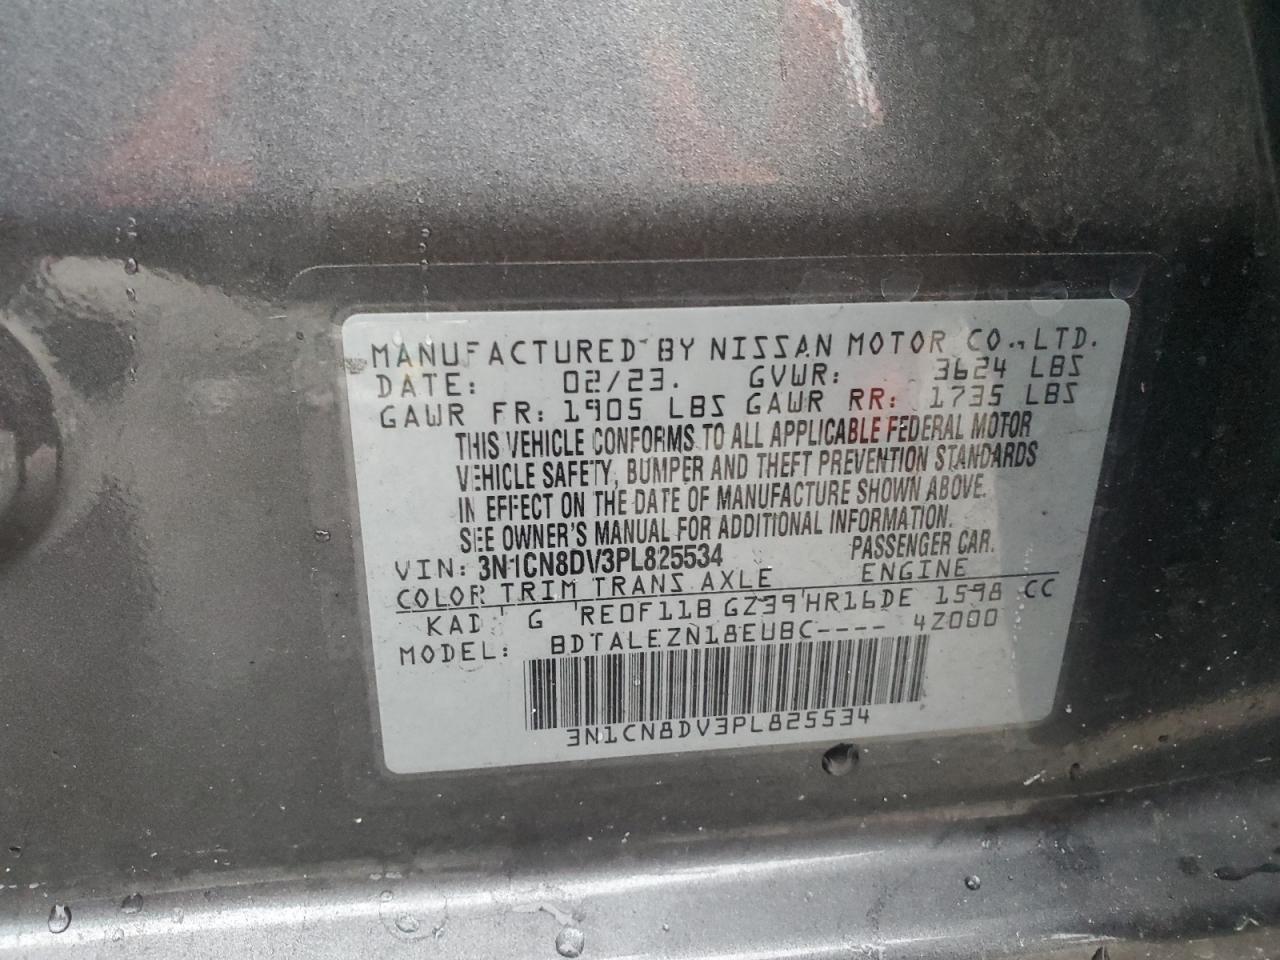 MANUFACTURED BY NISSAN MOTOR CO., LTD.
DATE: 02/23. GVWR: 3624 LBS
GAWR FR: 1905 LBS GAWR RR: 1735 LBS
THIS VEHICLE CONFORMS TO ALL APPLICABLE FEDERAL MOTOR
VEHICLE SAFETY, BUMPER AND THEFT PREVENTION STANDARDS
IN EFFECT ON THE DATE OF MANUFACTURE SHOWN ABOVE.
SEE OWNER'S MANUAL FOR ADDITIONAL INFORMATION.
VIN: 3N1CN8DV3PL825534 PASSENGER CAR.
COLOR TRIM TRANS AXLE ENGINE
KAD G RE0F11B GZ39 HR16DE 1598 CC
MODEL: BDTALEZN18EUBC---- 4Z000
3N1CN8DV3PL825534